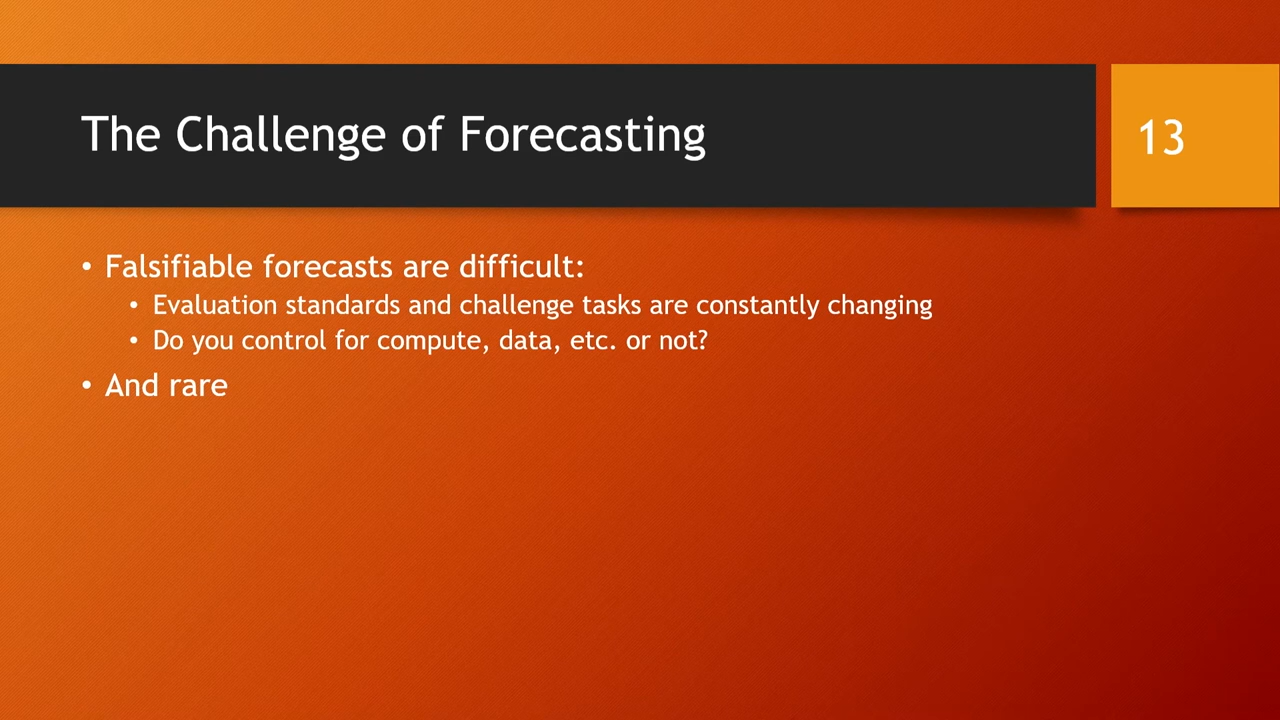 The Challenge of Forecasting
13
• Falsifiable forecasts are difficult:
• Evaluation standards and challenge tasks are constantly changing
• Do you control for compute, data, etc. or not?
• And rare